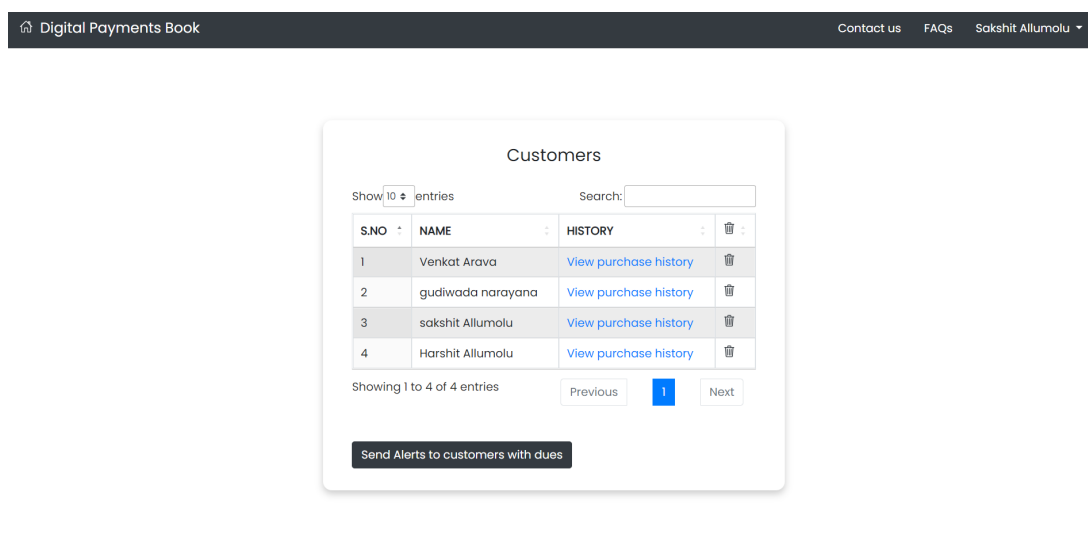 Digital Payments Book Contact us FAQs Sakshit Allumolu
Customers
Show 10 entries Search:
S.NO NAME HISTORY
1 Venkat Arava View purchase history
2 gudiwada narayana View purchase history
3 sakshit Allumolu View purchase history
4 Harshit Allumolu View purchase history
Showing 1 to 4 of 4 entries Previous 1 Next
Send Alerts to customers with dues